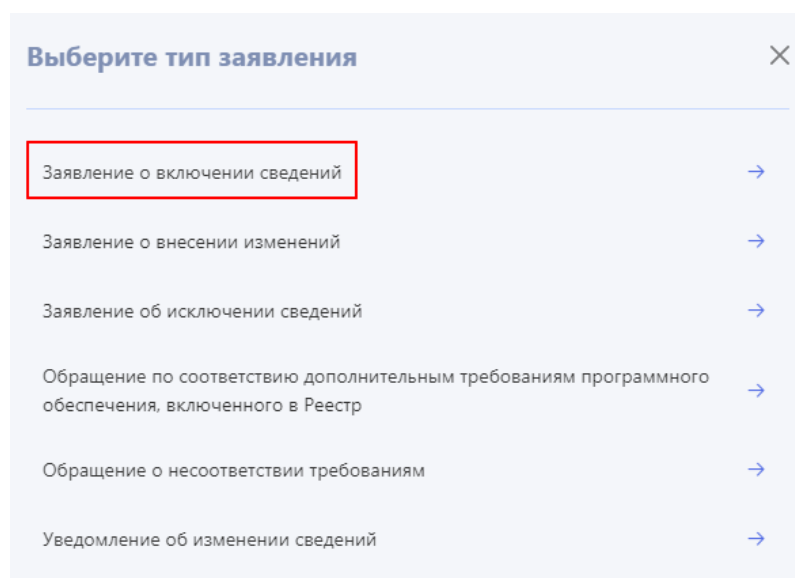 Выберите тип заявления
Заявление о включении сведений
Заявление о внесении изменений
Заявление об исключении сведений
Обращение по соответствию дополнительным требованиям программного
обеспечения, включенного в Реестр
Обращение о несоответствии требованиям
Уведомление об изменении сведений